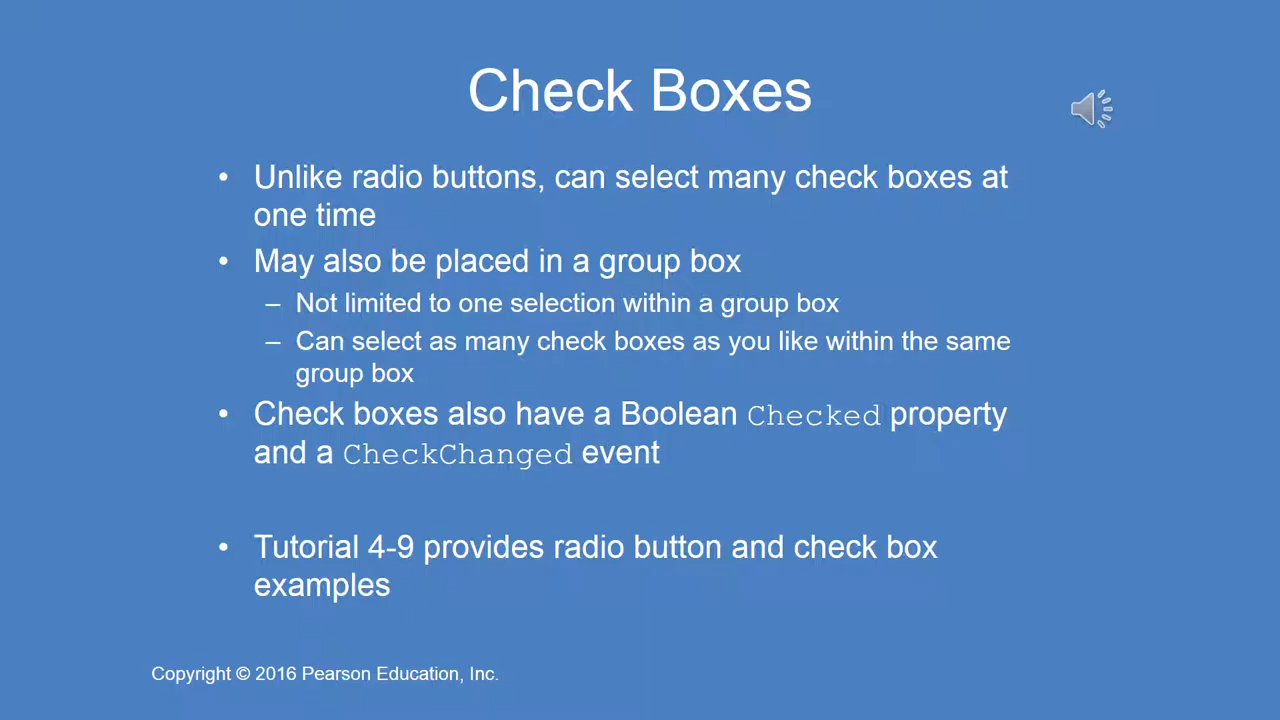 Check Boxes
• Unlike radio buttons, can select many check boxes at
one time
• May also be placed in a group box
– Not limited to one selection within a group box
– Can select as many check boxes as you like within the same
group box
• Check boxes also have a Boolean Checked property
and a CheckChanged event
• Tutorial 4-9 provides radio button and check box
examples
Copyright © 2016 Pearson Education, Inc.